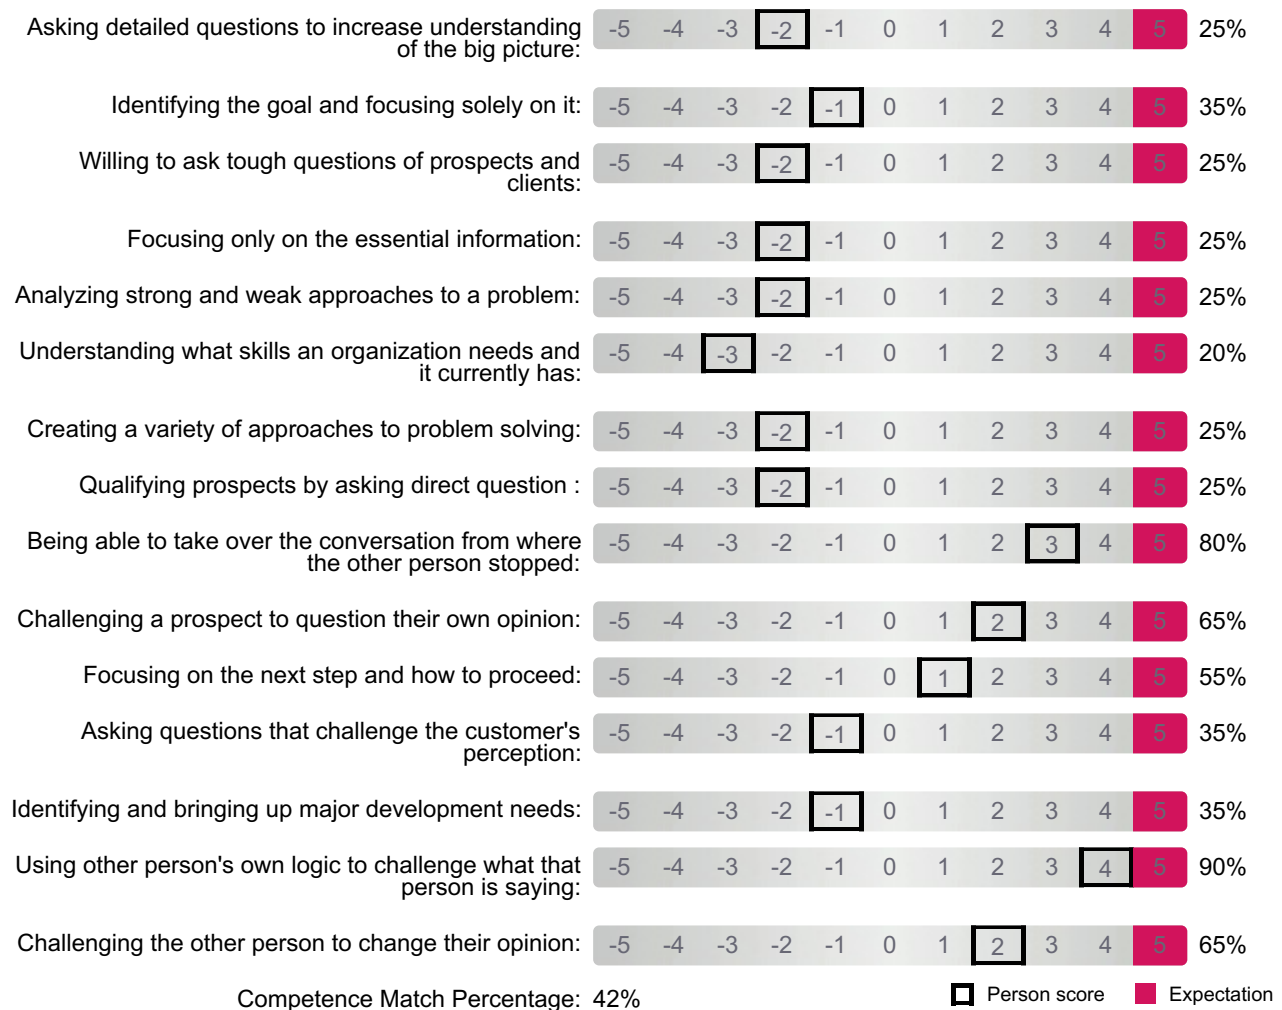 Asking detailed questions to increase understanding
of the big picture:
-5 -4 -3 -2 -1 0 1 2 3 4 5 25%
Identifying the goal and focusing solely on it:
-5 -4 -3 -2 -1 0 1 2 3 4 5 35%
Willing to ask tough questions of prospects and
clients:
-5 -4 -3 -2 -1 0 1 2 3 4 5 25%
Focusing only on the essential information:
-5 -4 -3 -2 -1 0 1 2 3 4 5 25%
Analyzing strong and weak approaches to a problem:
-5 -4 -3 -2 -1 0 1 2 3 4 5 25%
Understanding what skills an organization needs and
it currently has:
-5 -4 -3 -2 -1 0 1 2 3 4 5 20%
Creating a variety of approaches to problem solving:
-5 -4 -3 -2 -1 0 1 2 3 4 5 25%
Qualifying prospects by asking direct question :
-5 -4 -3 -2 -1 0 1 2 3 4 5 25%
Being able to take over the conversation from where
the other person stopped:
-5 -4 -3 -2 -1 0 1 2 3 4 5 80%
Challenging a prospect to question their own opinion:
-5 -4 -3 -2 -1 0 1 2 3 4 5 65%
Focusing on the next step and how to proceed:
-5 -4 -3 -2 -1 0 1 2 3 4 5 55%
Asking questions that challenge the customer's
perception:
-5 -4 -3 -2 -1 0 1 2 3 4 5 35%
Identifying and bringing up major development needs:
-5 -4 -3 -2 -1 0 1 2 3 4 5 35%
Using other person's own logic to challenge what that
person is saying:
-5 -4 -3 -2 -1 0 1 2 3 4 5 90%
Challenging the other person to change their opinion:
-5 -4 -3 -2 -1 0 1 2 3 4 5 65%
Competence Match Percentage: 42%
Person score
Expectation